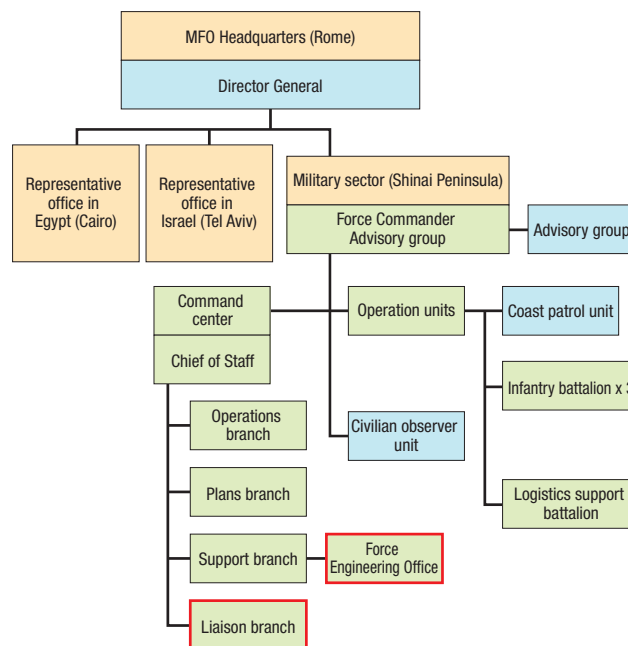 MFO Headquarters (Rome)
Director General
Representative
office in
Egypt (Cairo)
Representative
office in
Israel (Tel Aviv)
Military sector (Shinai Peninsula)
Force Commander
Advisory group
Advisory group
Command
center
Chief of Staff
Operation units
Coast patrol unit
Infantry battalion x 3
Operations
branch
Civilian observer
unit
Plans branch
Logistics support
battalion
Support branch
Force
Engineering Office
Liaison branch